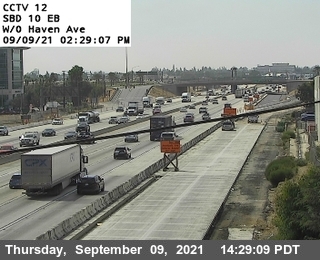 CCTV 12
SBD 10 EB
W/O Haven Ave
09/09/21 02:29:07 PM
Thursday, September 09, 2021 14:29:09 PDT